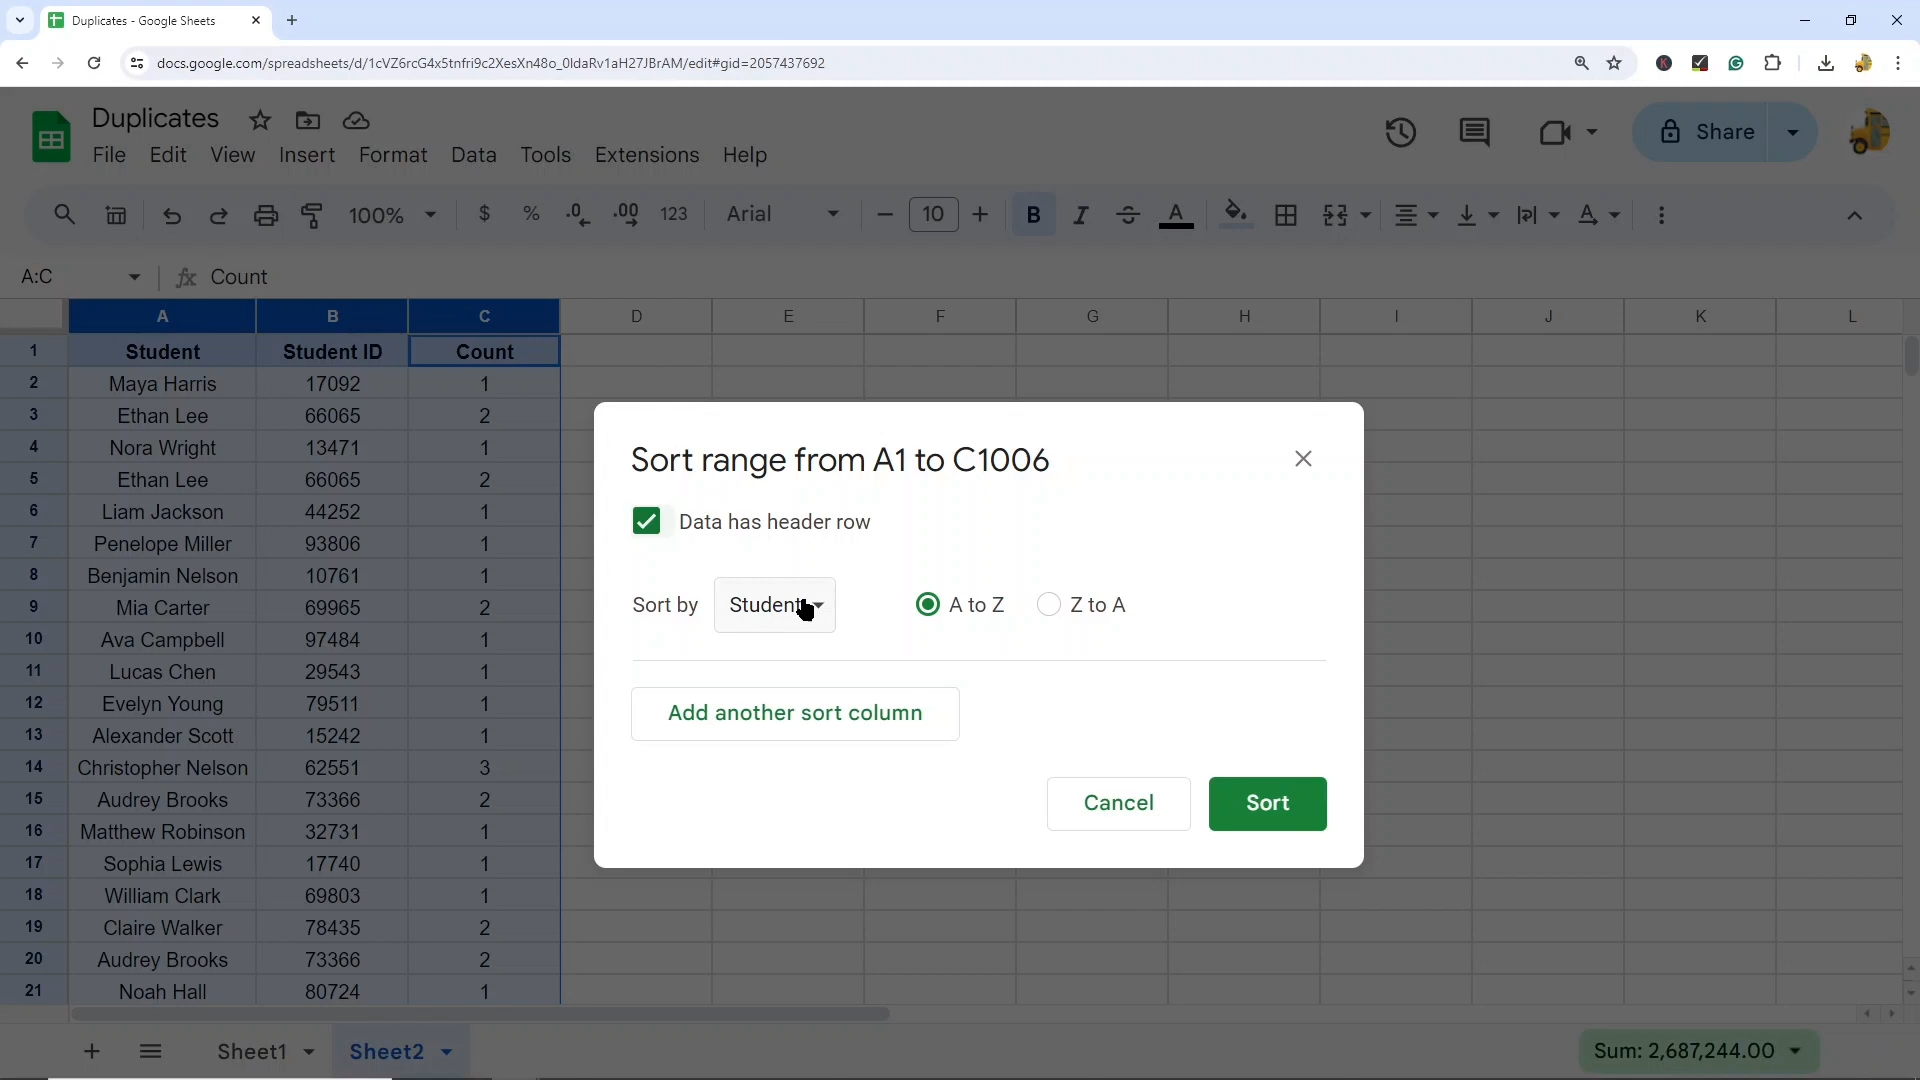 Duplicates - Google Sheets
docs.google.com/spreadsheets/d/1cVZ6rcG4x5tnfri9c2XesXn48o_0IdaRv1aH27JBrAM/edit#gid=2057437692
Duplicates
Share
File Edit View Insert Format Data Tools Extensions Help
100% $ % .0 .00 123 Arial 10 B I A
A:C fx Count
A B C D E F G H I J K L
1 Student Student ID Count
2 Maya Harris 17092 1
3 Ethan Lee 66065 2
4 Nora Wright 13471 1
5 Ethan Lee 66065 2
6 Liam Jackson 44252 1
7 Penelope Miller 93806 1
8 Benjamin Nelson 10761 1
9 Mia Carter 69965 2
10 Ava Campbell 97484 1
11 Lucas Chen 29543 1
12 Evelyn Young 79511 1
13 Alexander Scott 15242 1
14 Christopher Nelson 62551 3
15 Audrey Brooks 73366 2
16 Matthew Robinson 32731 1
17 Sophia Lewis 17740 1
18 William Clark 69803 1
19 Claire Walker 78435 2
20 Audrey Brooks 73366 2
21 Noah Hall 80724 1
Sort range from A1 to C1006
Data has header row
Sort by Student A to Z Z to A
Add another sort column
Cancel Sort
Sheet1 Sheet2 Sum: 2,687,244.00